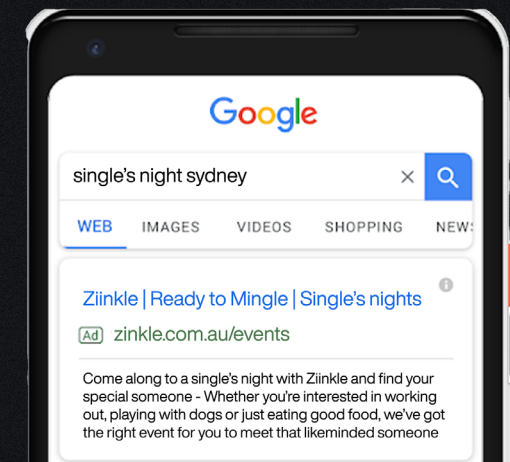 Google
single's night sydney
WEB IMAGES VIDEOS SHOPPING
Ziinkle | Ready to Mingle | Single's nights
Ad zinkle.com.au/events
Come along to a single's night with Ziinkle and find your
special someone - Whether you're interested in working
out, playing with dogs or just eating good food, we've got
the right event for you to meet that likeminded someone